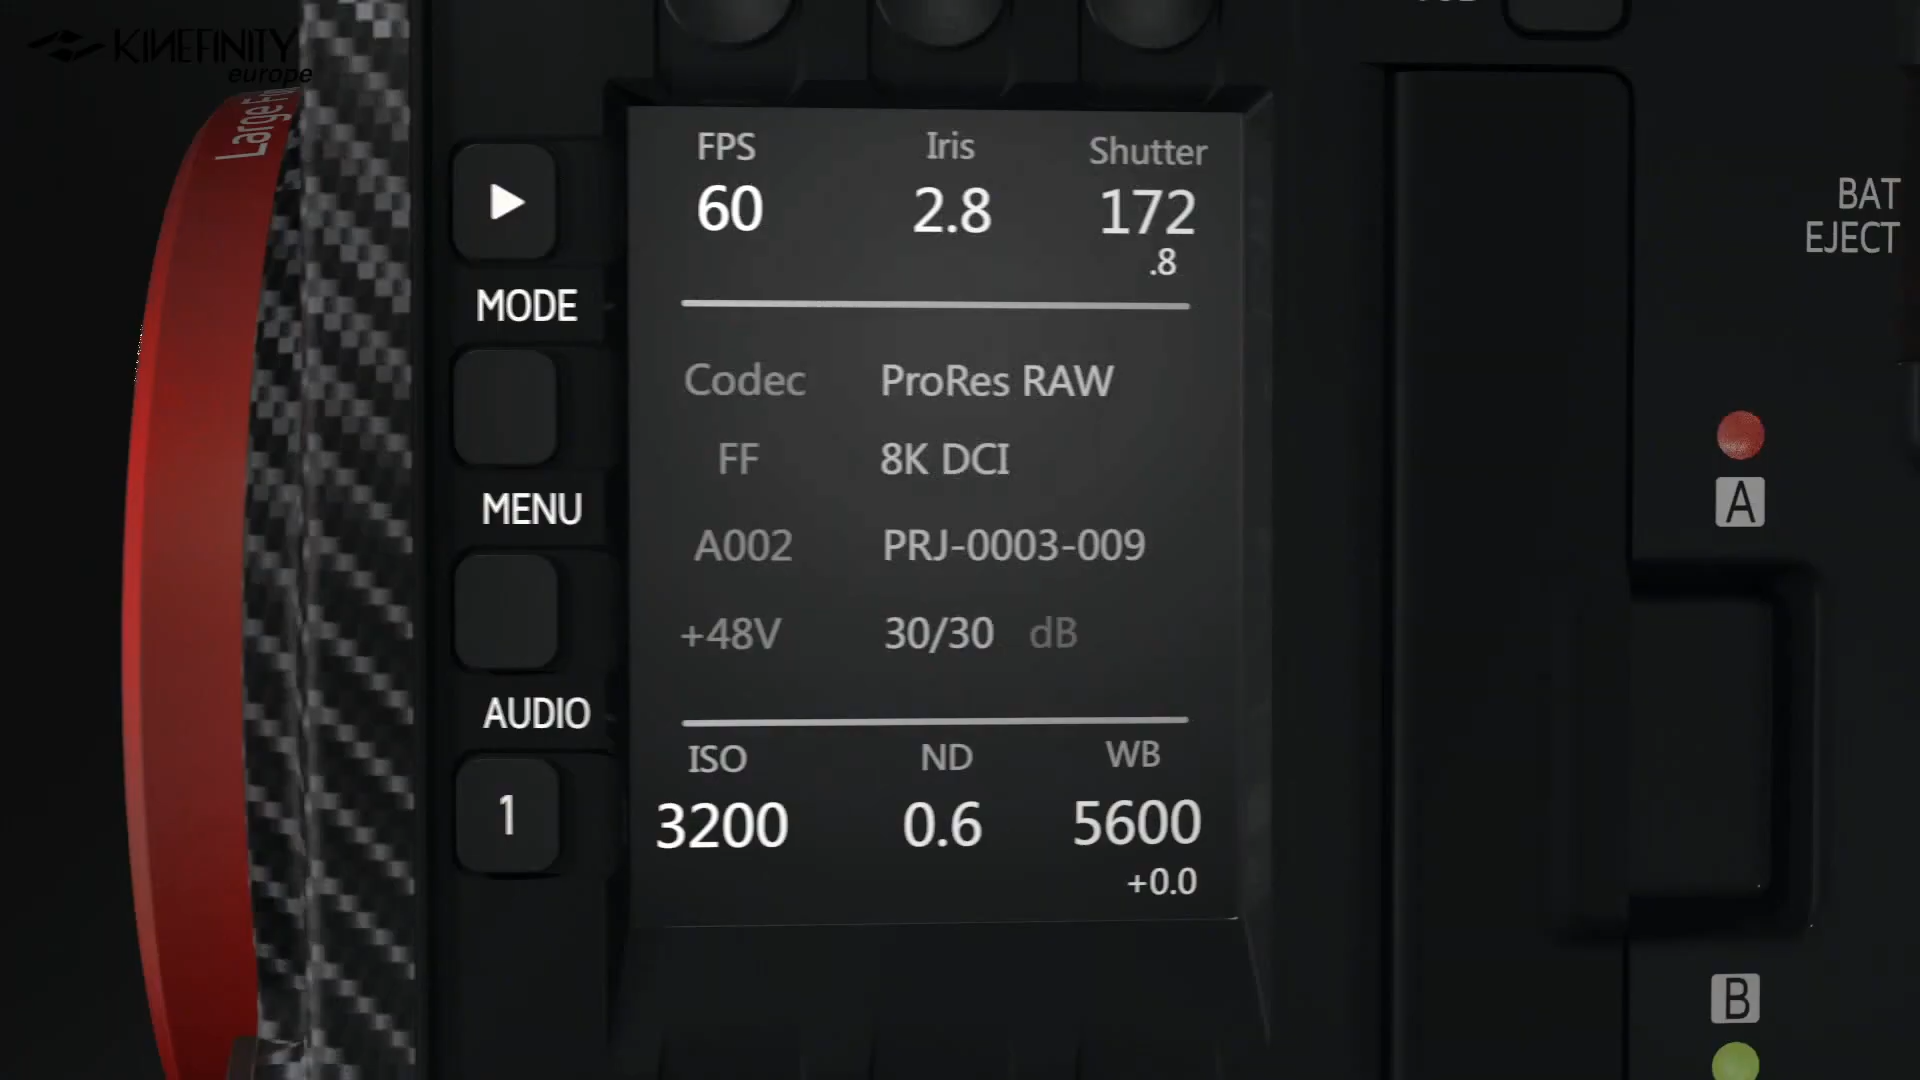 KINEFINITY
europe
Large Fo
FPS Iris Shutter
60 2.8 172
.8
MODE
Codec ProRes RAW
FF 8K DCI
MENU
A002 PRJ-0003-009
+48V 30/30 dB
AUDIO
ISO ND WB
1 3200 0.6 5600
+0.0
BAT
EJECT
A
B